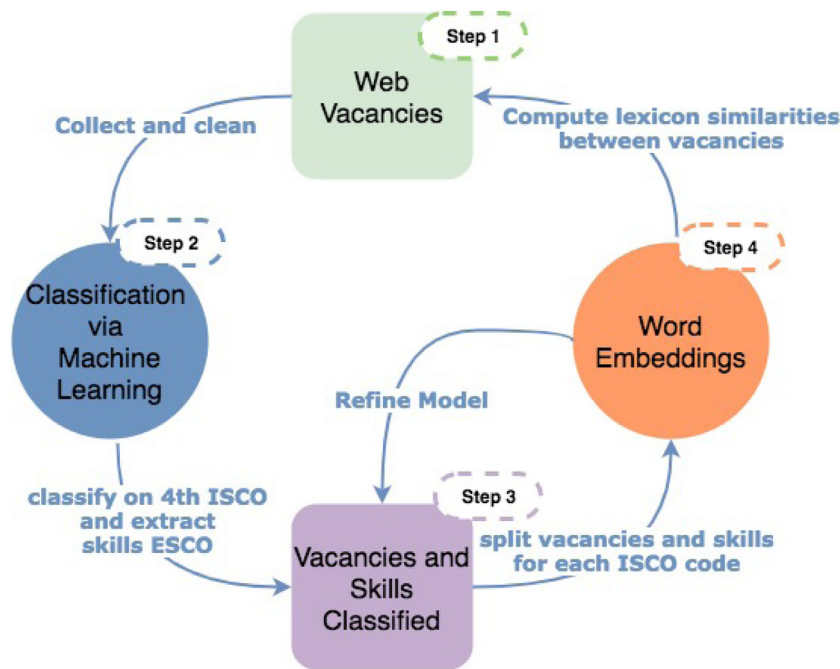 Step 1
Web
Vacancies
Collect and clean
Compute lexicon similarities
between vacancies
Step 2
Classification
via
Machine
Learning
Step 4
Word
Embeddings
Refine Model
classify on 4th ISCO
and extract
skills ESCO
Step 3
Vacancies and
Skills
Classified
split vacancies and skills
for each ISCO code